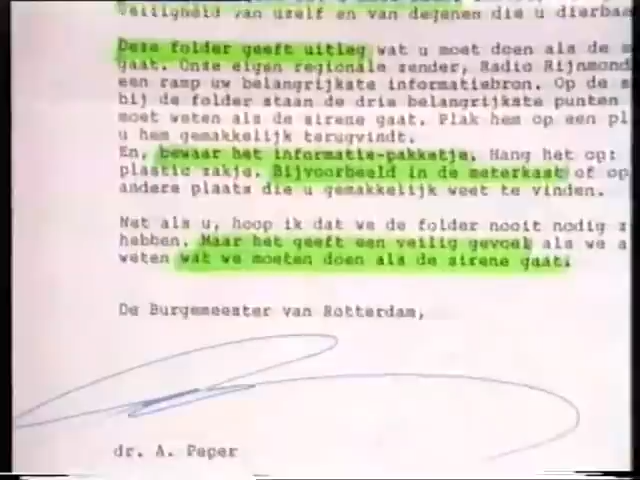 veiligheid van uzelf en van degenen die u dierbaa
Deze folder geeft uitleg wat u moet doen als de s
gaat. Onze eigen regionale zender, Radio Rijnmond
een ramp uw belangrijkste informatiebron. Op de s
bij de folder staan de drie belangrijkste punten
moet weten als de sirene gaat. Plak hem op een pl
u hem gemakkelijk terugvindt.
En, bewaar het informatie-pakketje. Hang het op:
plastic zakje. Bijvoorbeeld in de meterkast of op
andere plaats die u gemakkelijk weet te vinden.
Net als u, hoop ik dat we de folder nooit nodig z
hebben. Maar het geeft een veilig gevoel als we a
weten wat we moeten doen als de sirene gaat.
De Burgemeester van Rotterdam,
dr. A. Peper